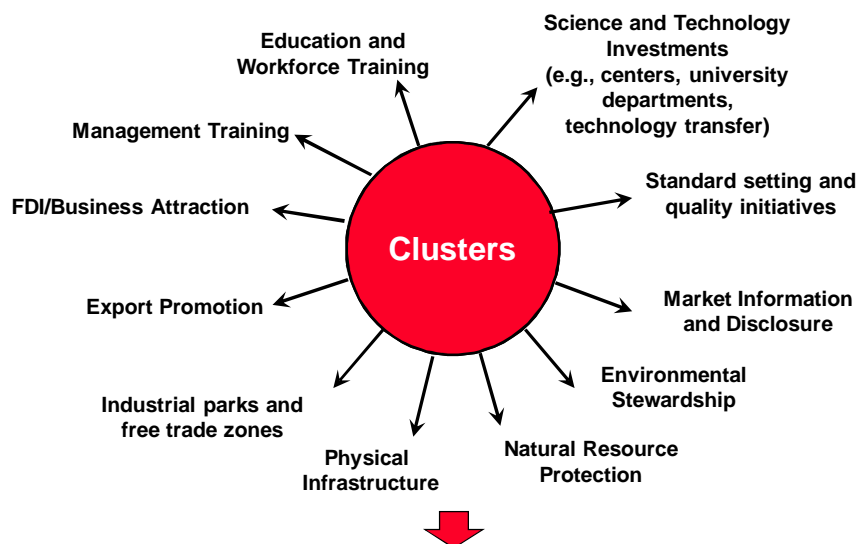 Education and
Workforce Training
Science and Technology
Investments
(e.g., centers, university
departments,
technology transfer)
Management Training
FDI/Business Attraction
Standard setting and
quality initiatives
Clusters
Export Promotion
Market Information
and Disclosure
Industrial parks and
free trade zones
Environmental
Stewardship
Physical
Infrastructure
Natural Resource
Protection